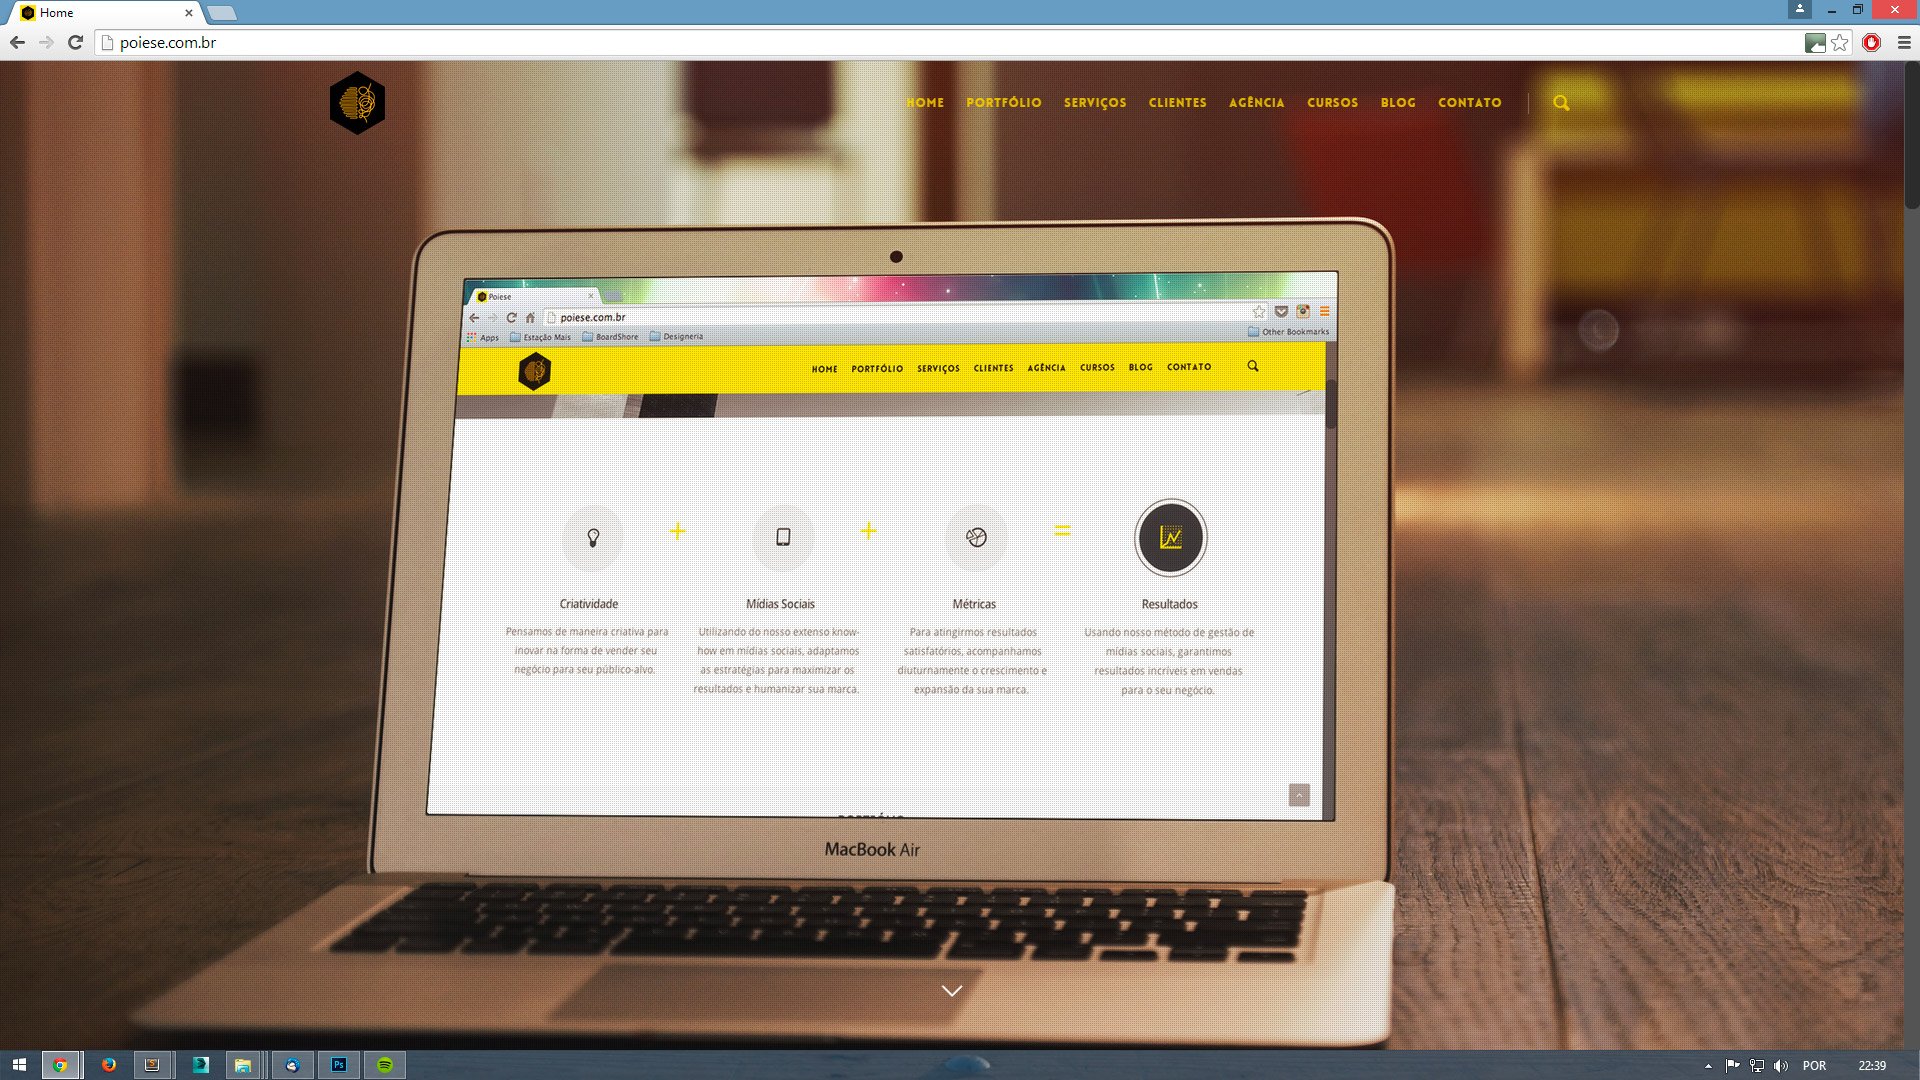 Home
poiese.com.br
HOME PORTFÓLIO SERVIÇOS CLIENTES AGÊNCIA CURSOS BLOG CONTATO
Poiese
poiese.com.br
Apps Estação Mais BoardShore Designeria Other Bookmarks
HOME PORTFÓLIO SERVIÇOS CLIENTES AGÊNCIA CURSOS BLOG CONTATO
+ + =
Criatividade
Pensamos de maneira criativa para
inovar na forma de vender seu
negócio para seu público-alvo.
Mídias Sociais
Utilizando do nosso extenso know-
how em mídias sociais, adaptamos
as estratégias para maximizar os
resultados e humanizar sua marca.
Métricas
Para atingirmos resultados
satisfatórios, acompanhamos
diuturnamente o crescimento e
expansão da sua marca.
Resultados
Usando nosso método de gestão de
mídias sociais, garantimos
resultados incríveis em vendas
para o seu negócio.
PORTFÓLIO
MacBook Air
Ps
POR 22:39